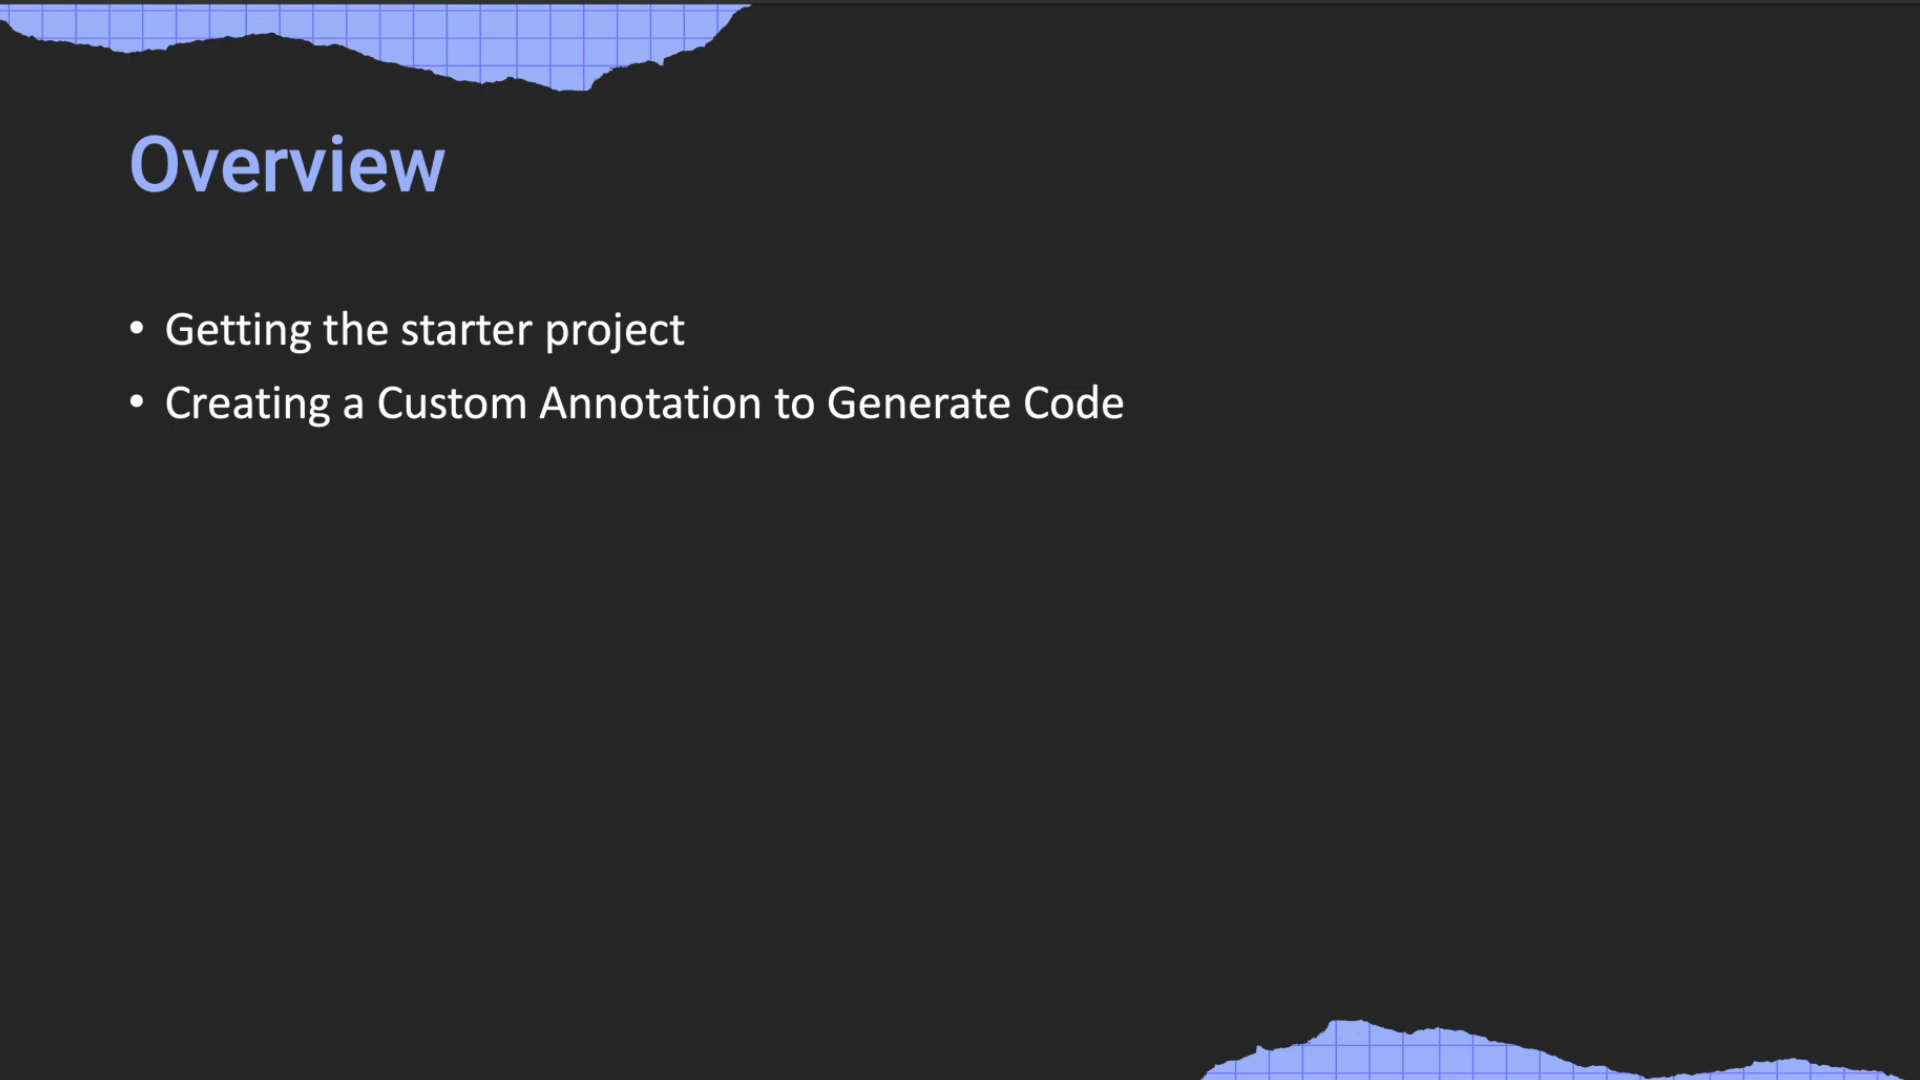 Overview
• Getting the starter project
• Creating a Custom Annotation to Generate Code